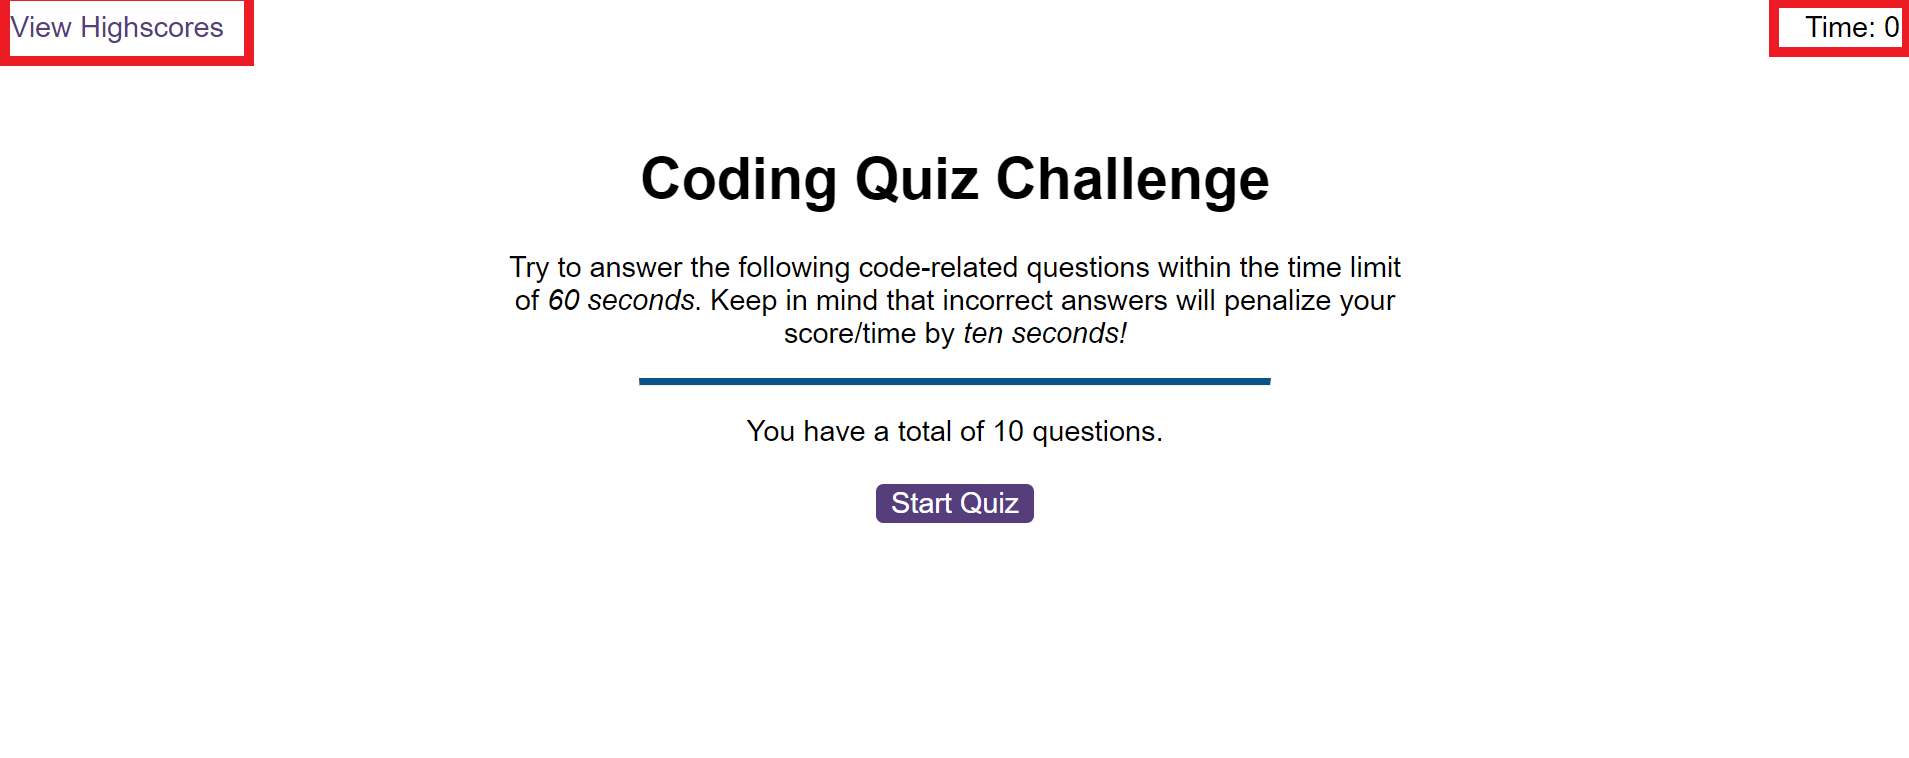 View Highscores
Time: 0
Coding Quiz Challenge
Try to answer the following code-related questions within the time limit
of 60 seconds. Keep in mind that incorrect answers will penalize your
score/time by ten seconds!
You have a total of 10 questions.
Start Quiz